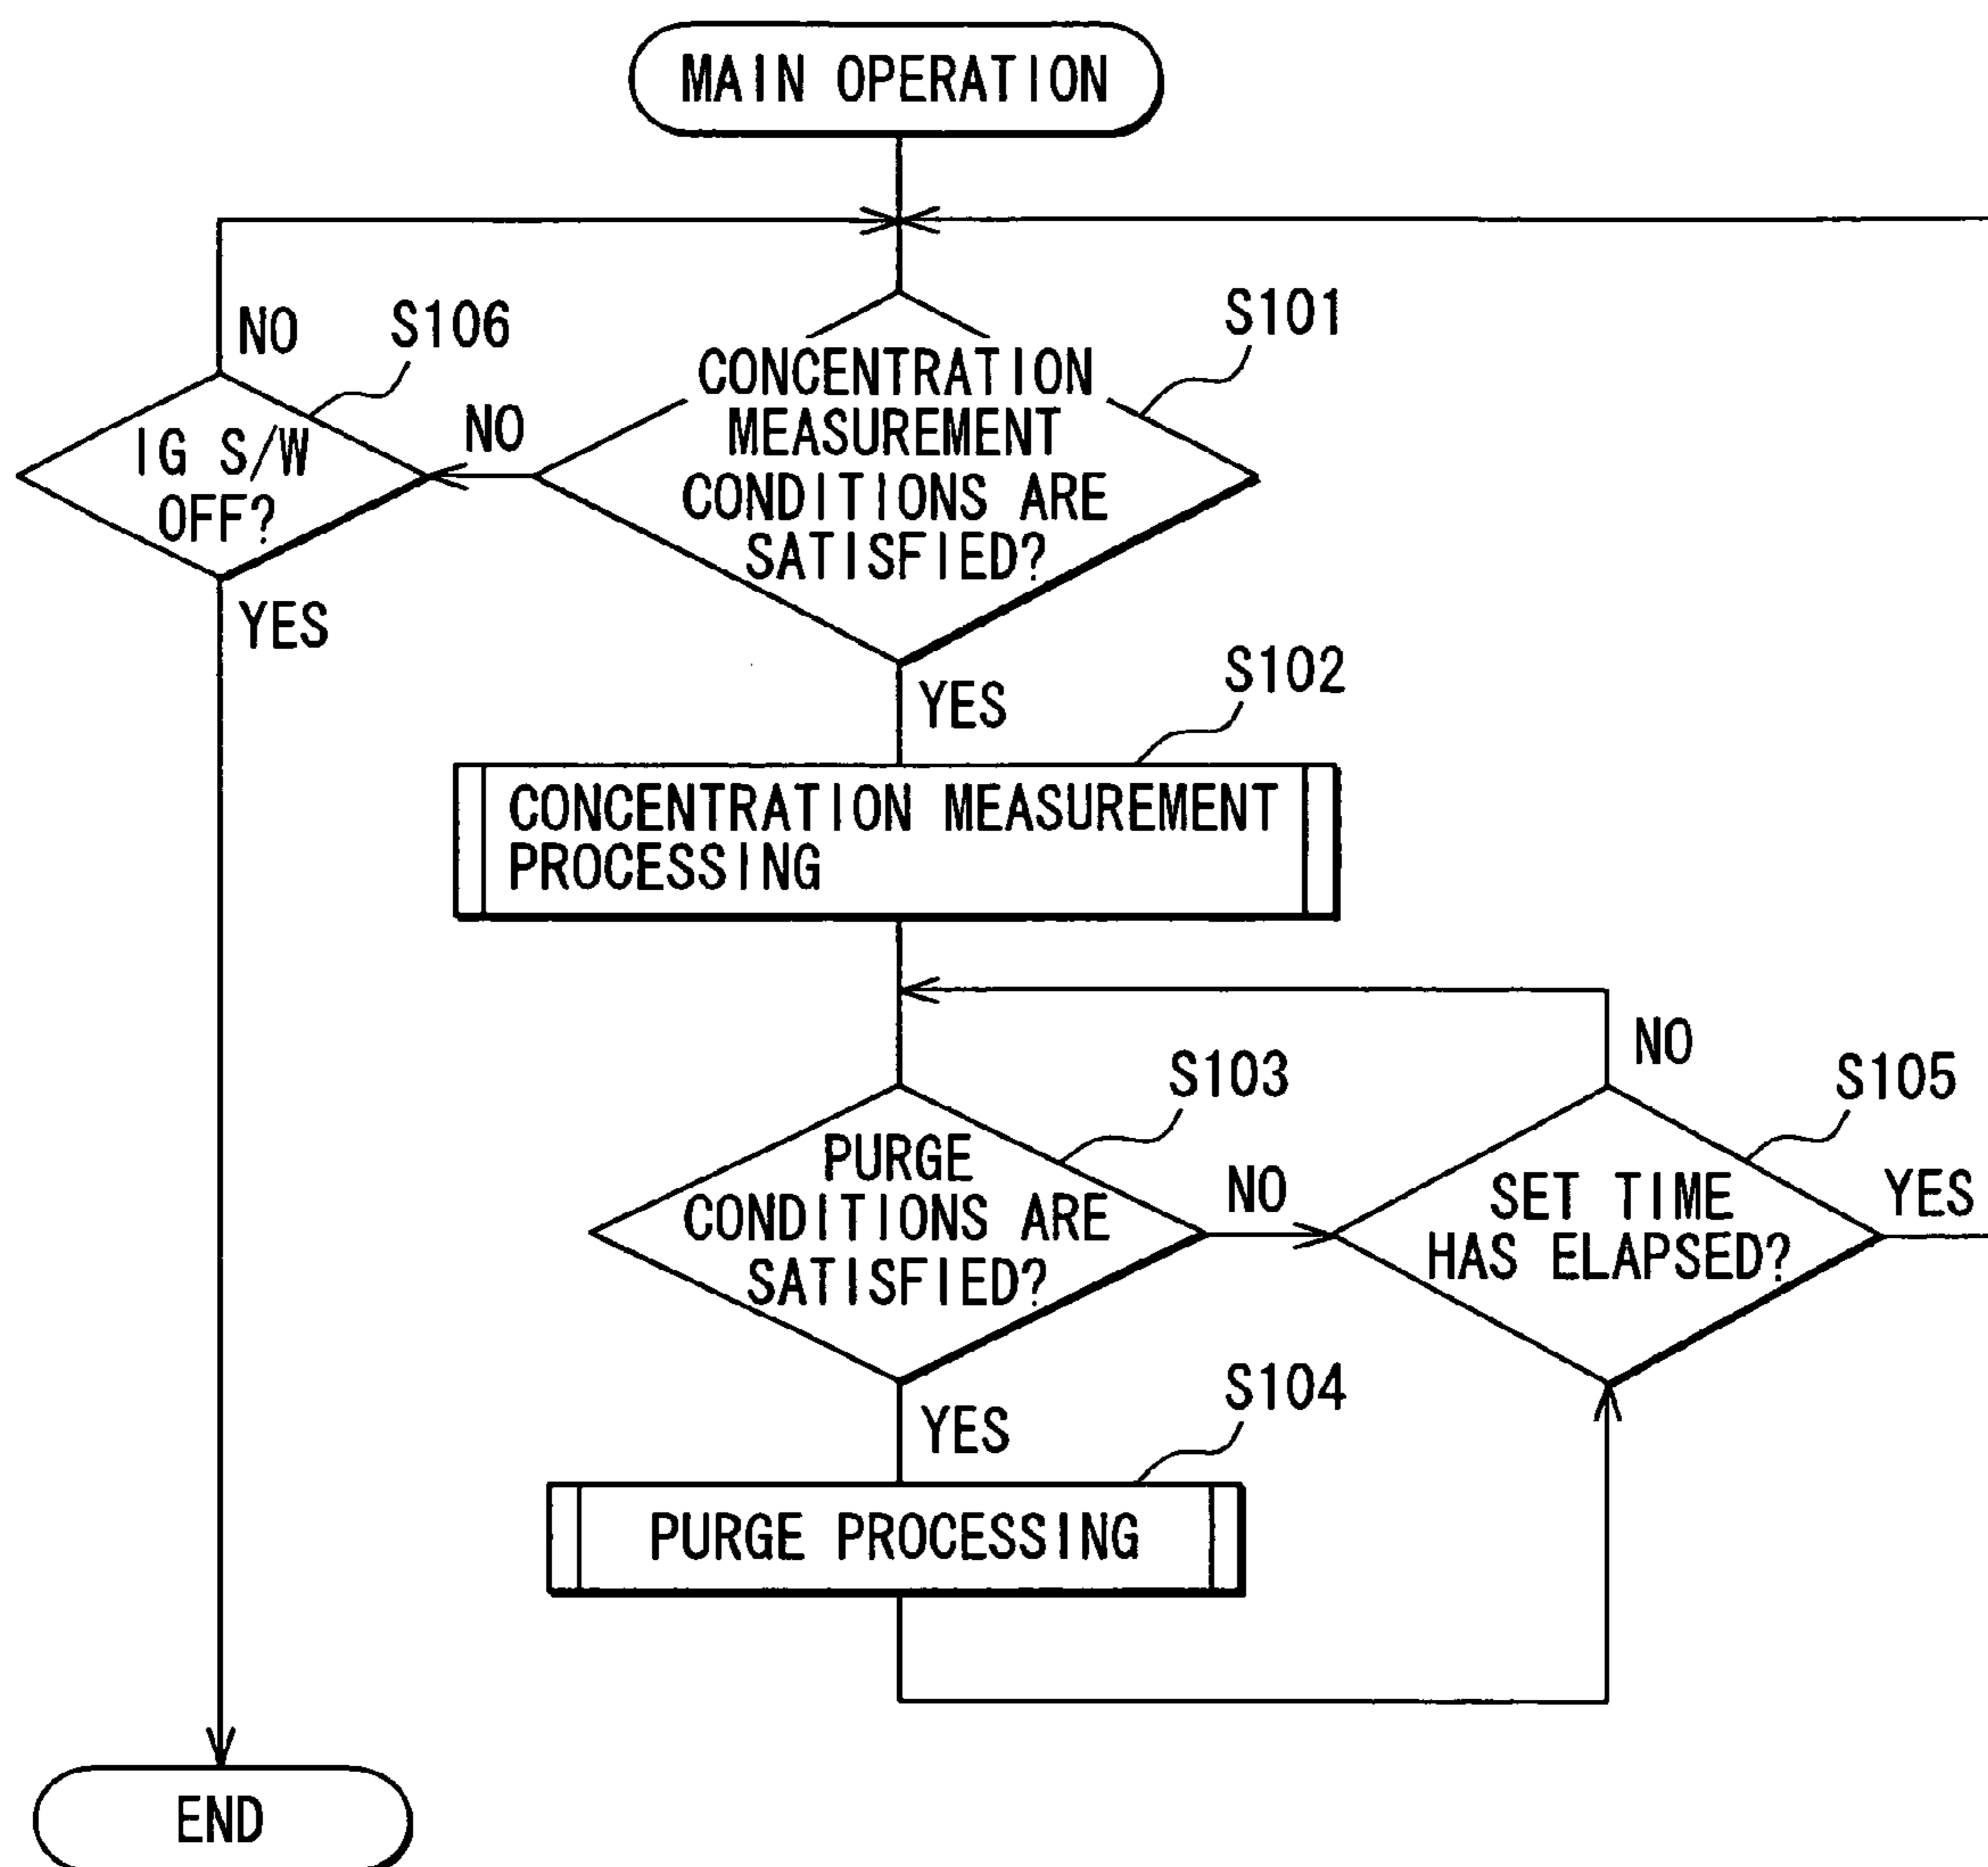 MAIN OPERATION
S101
NO
S106
CONCENTRATION
MEASUREMENT
CONDITIONS ARE
SATISFIED?
NO
IG S/W
OFF?
YES
YES
S102
CONCENTRATION MEASUREMENT
PROCESSING
NO
S103
S105
PURGE
CONDITIONS ARE
SATISFIED?
NO
SET TIME
HAS ELAPSED?
YES
YES
S104
PURGE PROCESSING
END